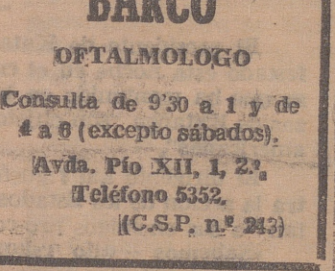 BARCO
OFTALMOLOGO
Consulta de 9'30 a 1 y de
4 a 6 (excepto sábados).
Avda. Pío XII, 1, 2.º
Teléfono 5352.
(C.S.P. n.º 243)